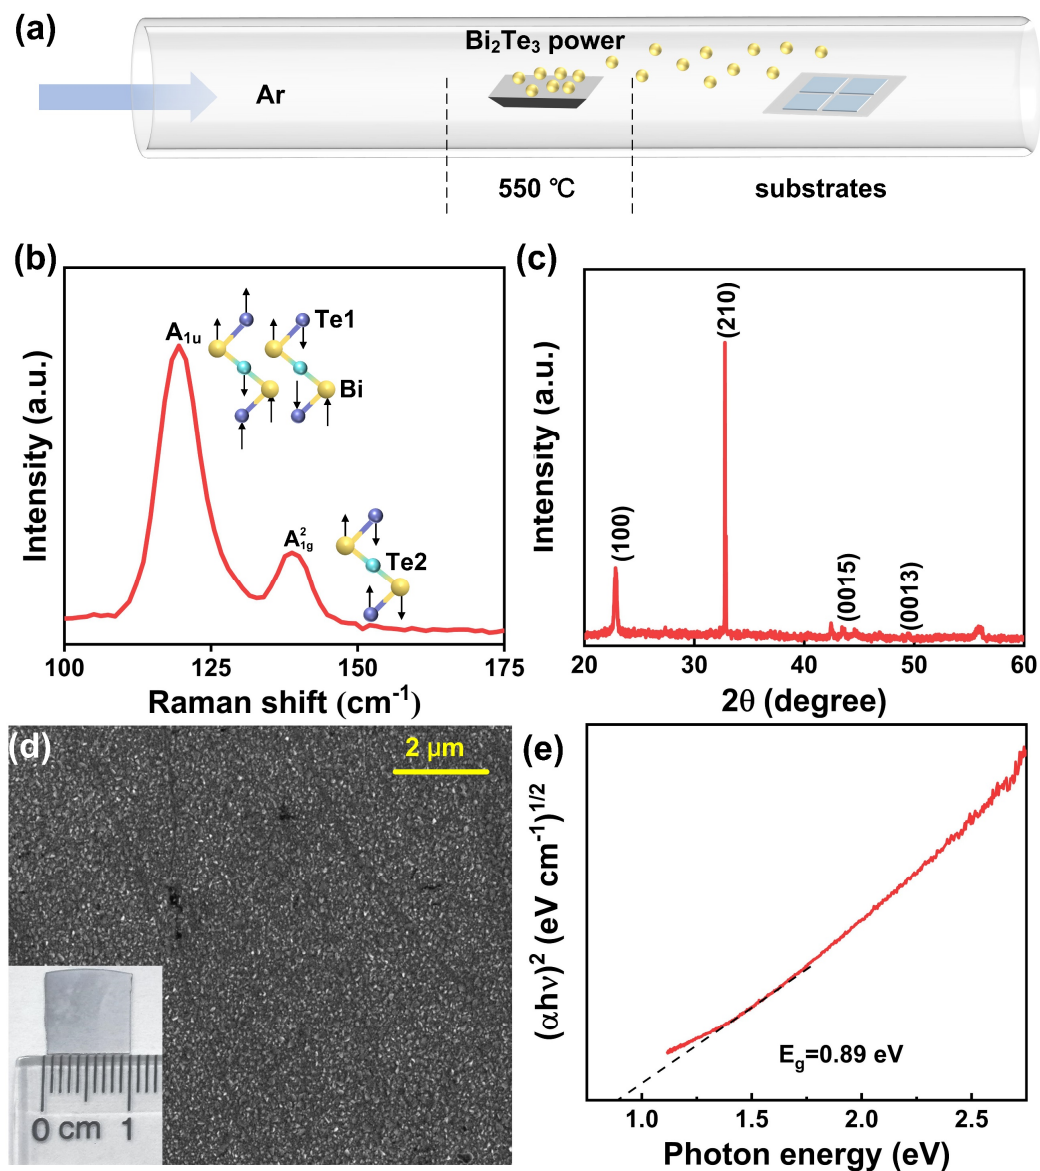 (a)
Bi₂Te₃ power
Ar
550 ℃
substrates
(b)
A₁ᵤ
Te1
Bi
A²₁g
Te2
Intensity (a.u.)
100 125 150 175
Raman shift (cm⁻¹)
(c)
(100)
(210)
(0015)
(0013)
Intensity (a.u.)
20 30 40 50 60
2θ (degree)
(d)
2 μm
0 cm 1
(e)
(αhν)² (eV cm⁻¹)¹/²
E_g=0.89 eV
1.0 1.5 2.0 2.5
Photon energy (eV)